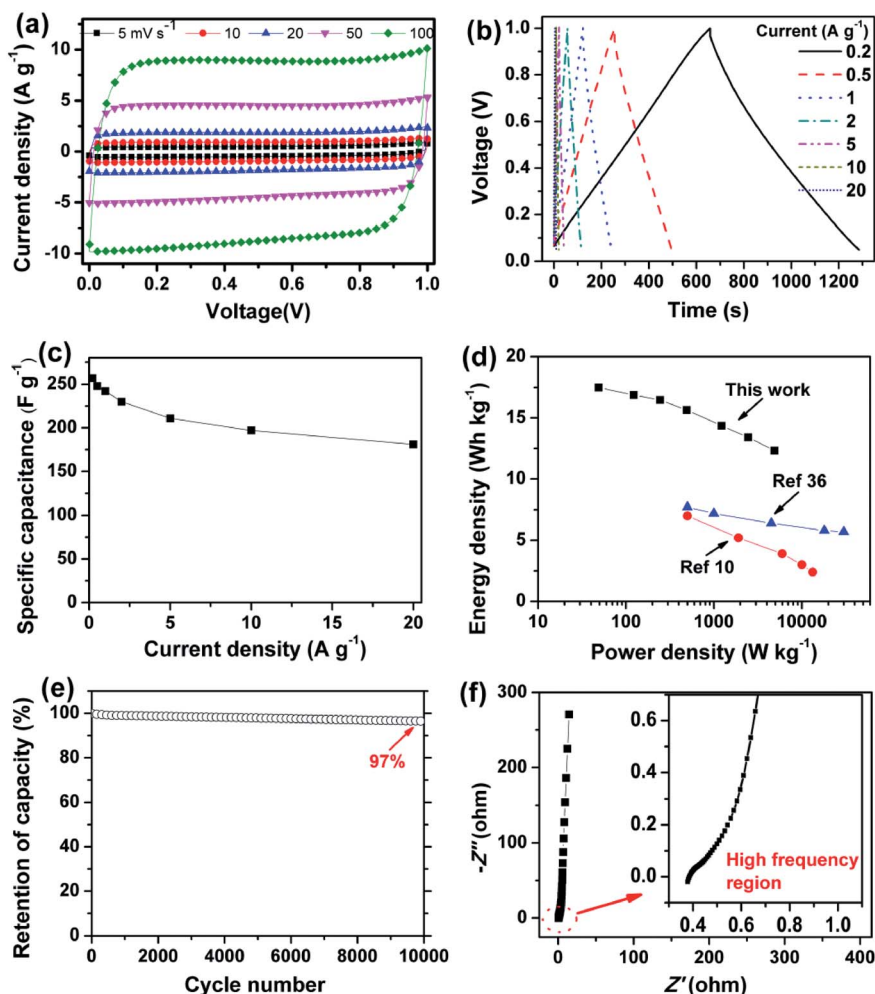 (a)
5 mV s⁻¹ 10 20 50 100
Current density (A g⁻¹)
10
5
0
-5
-10
0.0 0.2 0.4 0.6 0.8 1.0
Voltage(V)
(b)
Current (A g⁻¹)
0.2
0.5
1
2
5
10
20
Voltage (V)
1.0
0.8
0.6
0.4
0.2
0.0
0 200 400 600 800 1000 1200
Time (s)
(c)
Specific capacitance (F g⁻¹)
250
200
150
100
50
0
0 5 10 15 20
Current density (A g⁻¹)
(d)
This work
Ref 36
Ref 10
Energy density (Wh kg⁻¹)
20
15
10
5
0
10 100 1000 10000
Power density (W kg⁻¹)
(e)
97%
Retention of capacity (%)
100
80
60
40
20
0
0 2000 4000 6000 8000 10000
Cycle number
(f)
-Z″(ohm)
300
250
200
150
100
50
0
0.6
0.4
0.2
0.0
High frequency
region
0.4 0.6 0.8 1.0
0 100 200 300 400
Z′(ohm)